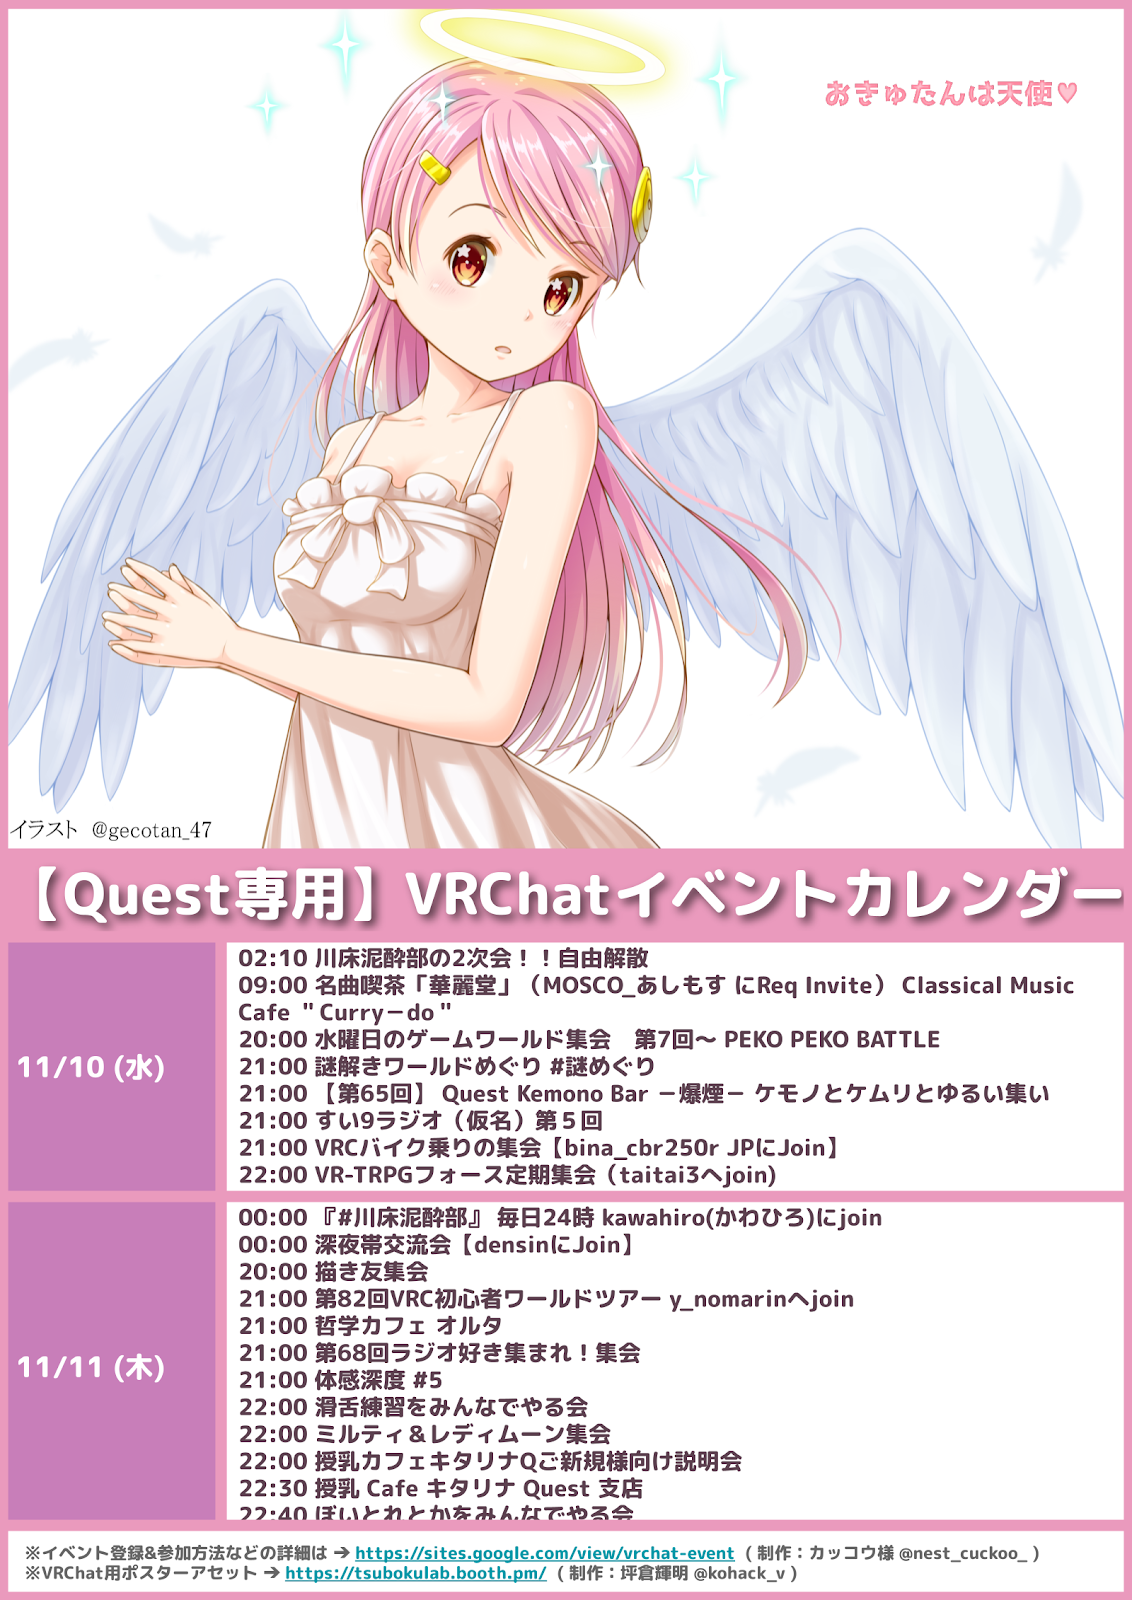 おきゅたんは天使♥
イラスト @gecotan_47
【Quest専用】VRChatイベントカレンダー
11/10 (水)
02:10 川床泥酔部の2次会！！自由解散
09:00 名曲喫茶「華麗堂」（MOSCO_あしもす にReq Invite） Classical Music
Cafe ＂Curry－do＂
20:00 水曜日のゲームワールド集会　第7回～ PEKO PEKO BATTLE
21:00 謎解きワールドめぐり #謎めぐり
21:00 【第65回】 Quest Kemono Bar －爆煙－ ケモノとケムリとゆるい集い
21:00 すい9ラジオ（仮名）第５回
21:00 VRCバイク乗りの集会【bina_cbr250r JPにJoin】
22:00 VR-TRPGフォース定期集会（taitai3へjoin)
11/11 (木)
00:00 『#川床泥酔部』 毎日24時 kawahiro(かわひろ)にjoin
00:00 深夜帯交流会【densinにJoin】
20:00 描き友集会
21:00 第82回VRC初心者ワールドツアー y_nomarinへjoin
21:00 哲学カフェ オルタ
21:00 第68回ラジオ好き集まれ！集会
21:00 体感深度 #5
22:00 滑舌練習をみんなでやる会
22:00 ミルティ＆レディムーン集会
22:00 授乳カフェキタリナQご新規様向け説明会
22:30 授乳 Cafe キタリナ Quest 支店
22:40 ぼいとれとかをみんなでやる会
※イベント登録&参加方法などの詳細は ➔ https://sites.google.com/view/vrchat-event ( 制作：カッコウ様 @nest_cuckoo_ )
※VRChat用ポスターアセット ➔ https://tsubokulab.booth.pm/ ( 制作：坪倉輝明 @kohack_v )